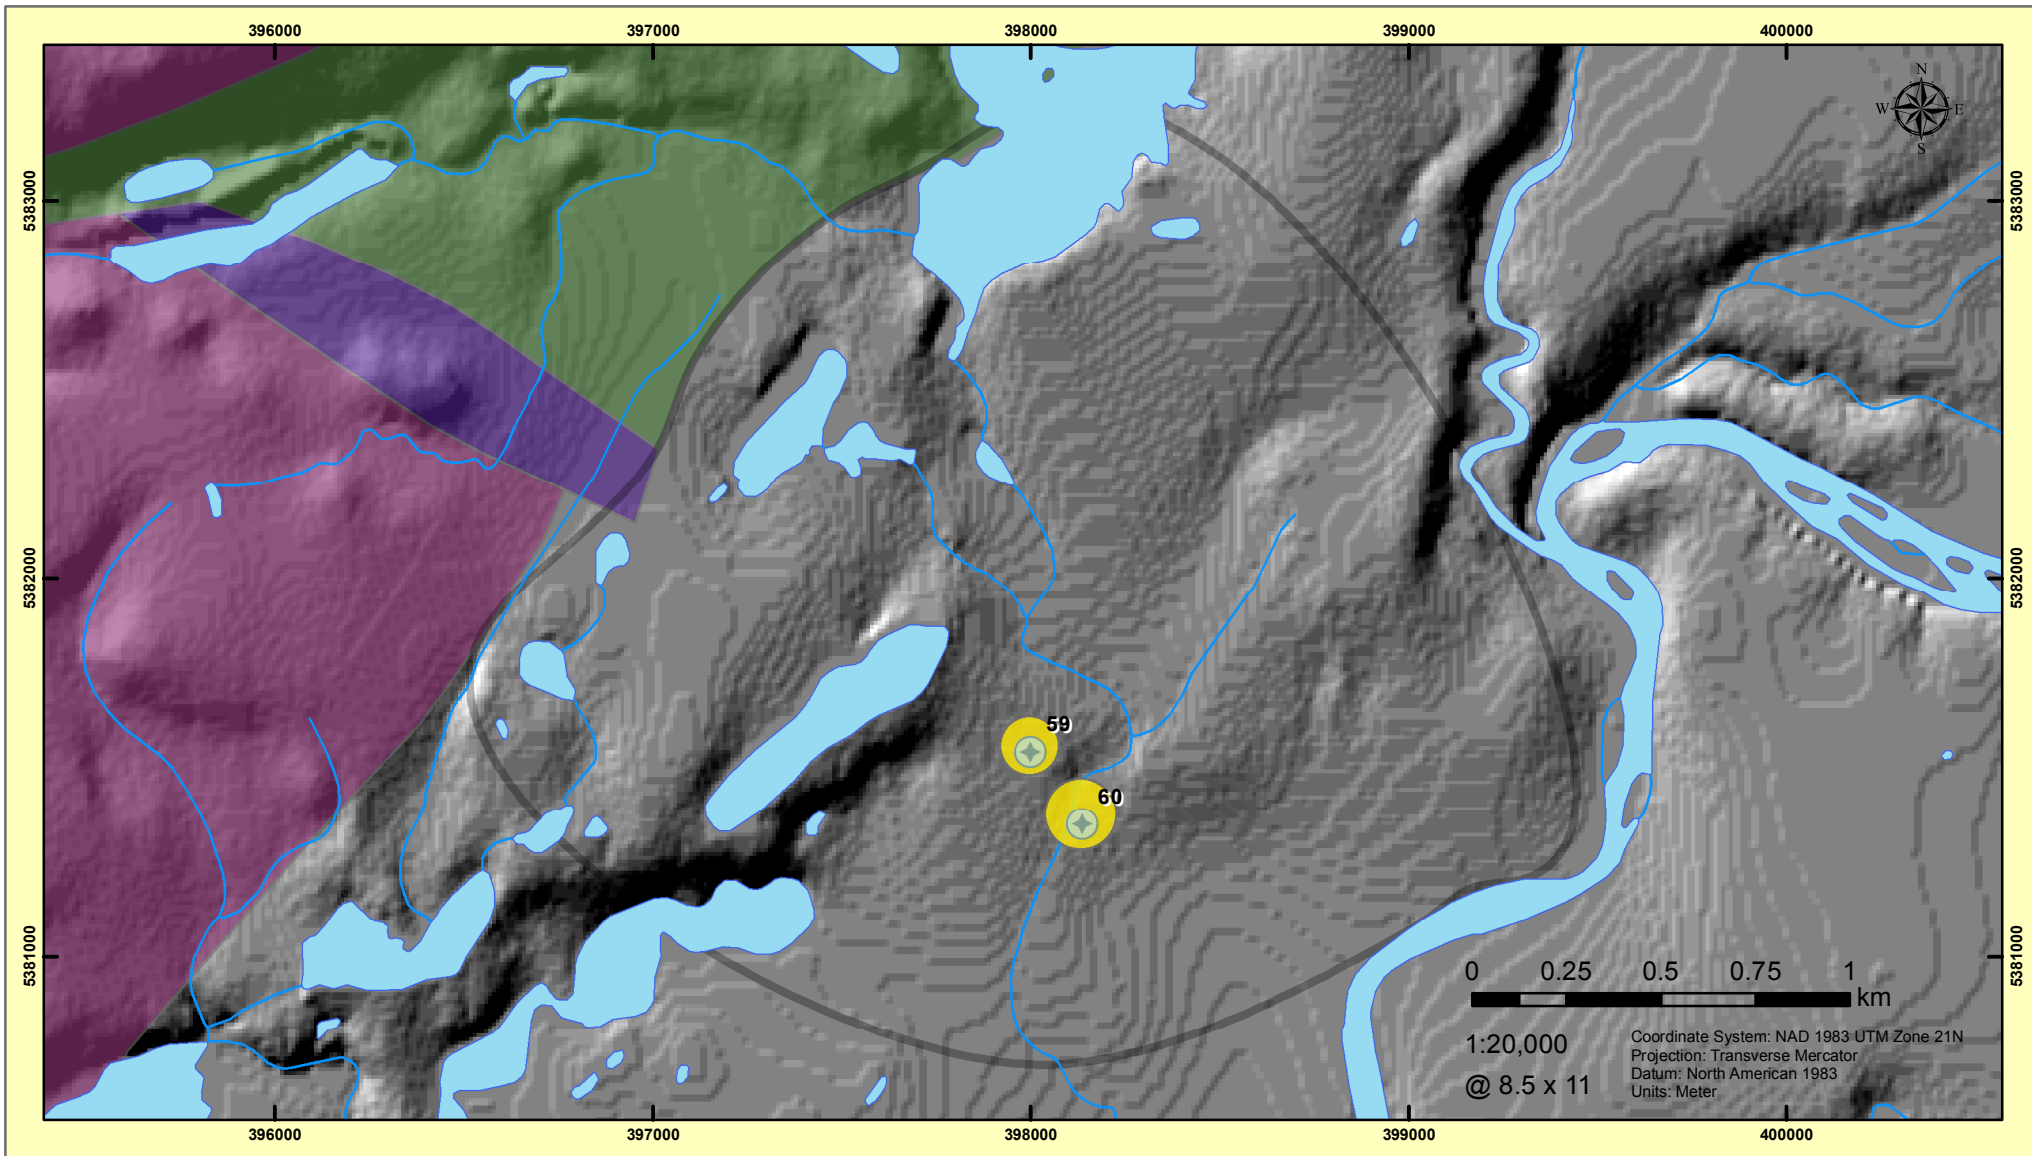 396000 397000 398000 399000 400000
N
W E
S
5383000 5383000
5382000 5382000
59
60
5381000 5381000
0 0.25 0.5 0.75 1
km
1:20,000
@ 8.5 x 11
Coordinate System: NAD 1983 UTM Zone 21N
Projection: Transverse Mercator
Datum: North American 1983
Units: Meter
396000 397000 398000 399000 400000